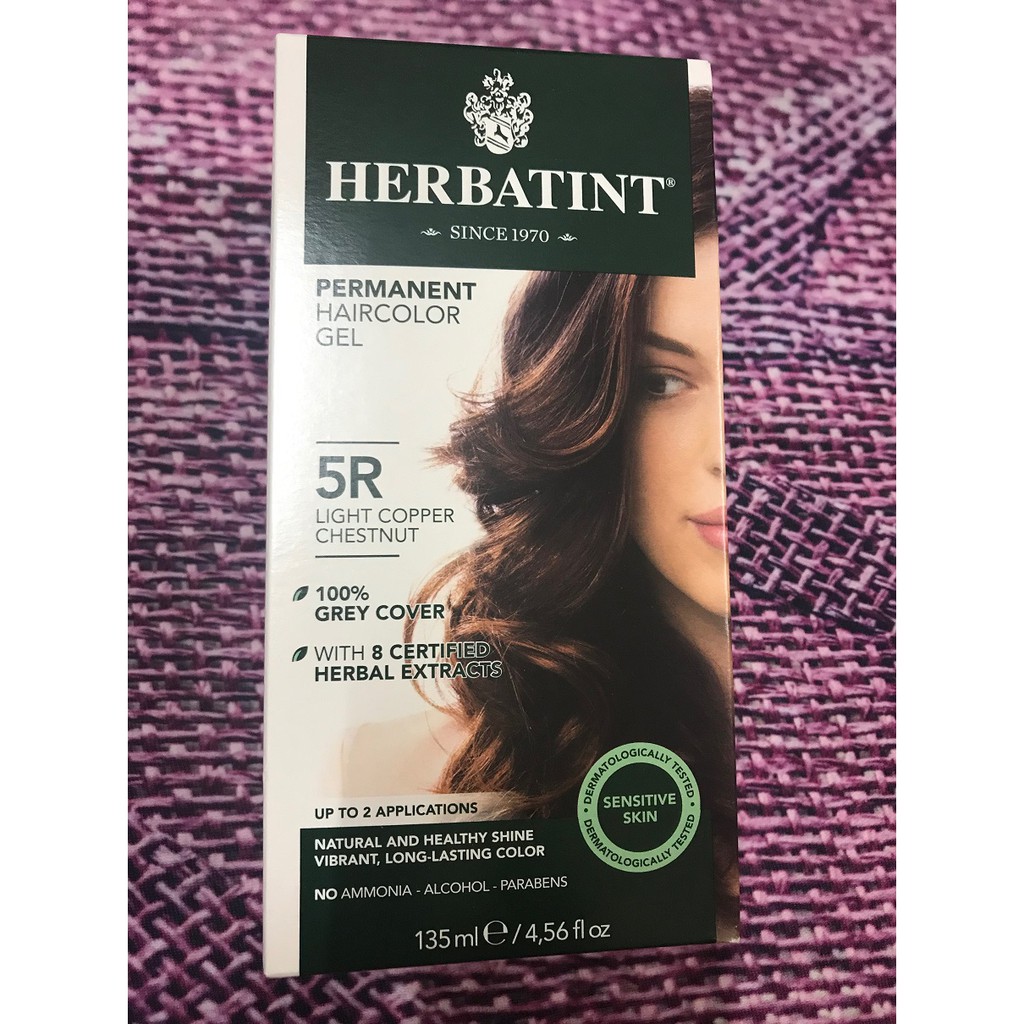 HERBATINT®
SINCE 1970
PERMANENT
HAIRCOLOR
GEL
5R
LIGHT COPPER
CHESTNUT
100%
GREY COVER
WITH 8 CERTIFIED
HERBAL EXTRACTS
UP TO 2 APPLICATIONS
NATURAL AND HEALTHY SHINE
VIBRANT, LONG-LASTING COLOR
NO AMMONIA - ALCOHOL - PARABENS
135 ml ℮ / 4,56 fl oz
• DERMATOLOGICALLY TESTED •
SENSITIVE
SKIN
DERMATOLOGICALLY TESTED